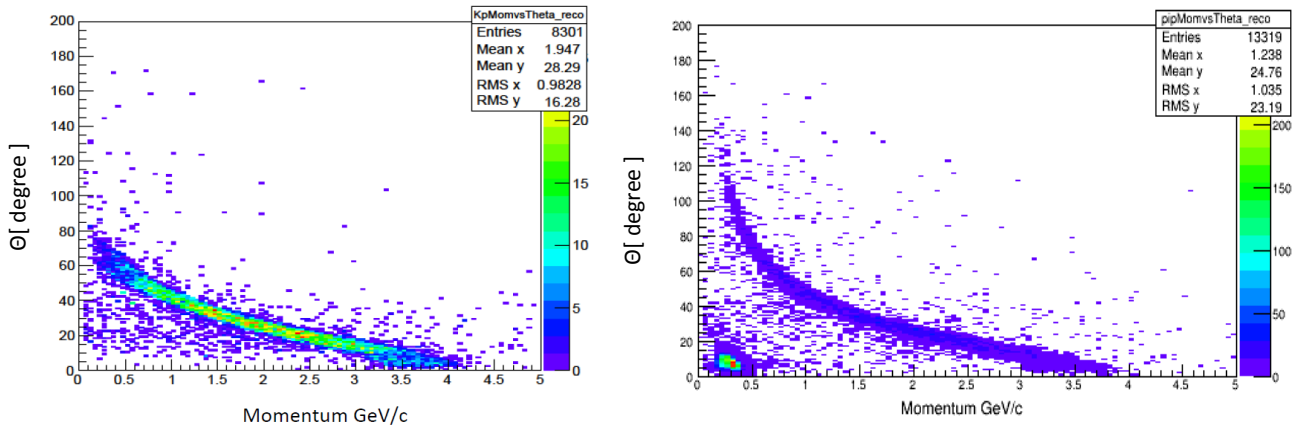 KpMomvsTheta_reco
Entries 8301
Mean x 1.947
Mean y 28.29
RMS x 0.9828
RMS y 16.28
200
180
160
140
120
100
80
60
40
20
0
Θ[ degree ]
0 0.5 1 1.5 2 2.5 3 3.5 4 4.5 5
Momentum GeV/c
20
15
10
5
0
pipMomvsTheta_reco
Entries 13319
Mean x 1.238
Mean y 24.76
RMS x 1.035
RMS y 23.19
200
180
160
140
120
100
80
60
40
20
0
Θ[ degree ]
0 0.5 1 1.5 2 2.5 3 3.5 4 4.5 5
Momentum GeV/c
200
150
100
50
0